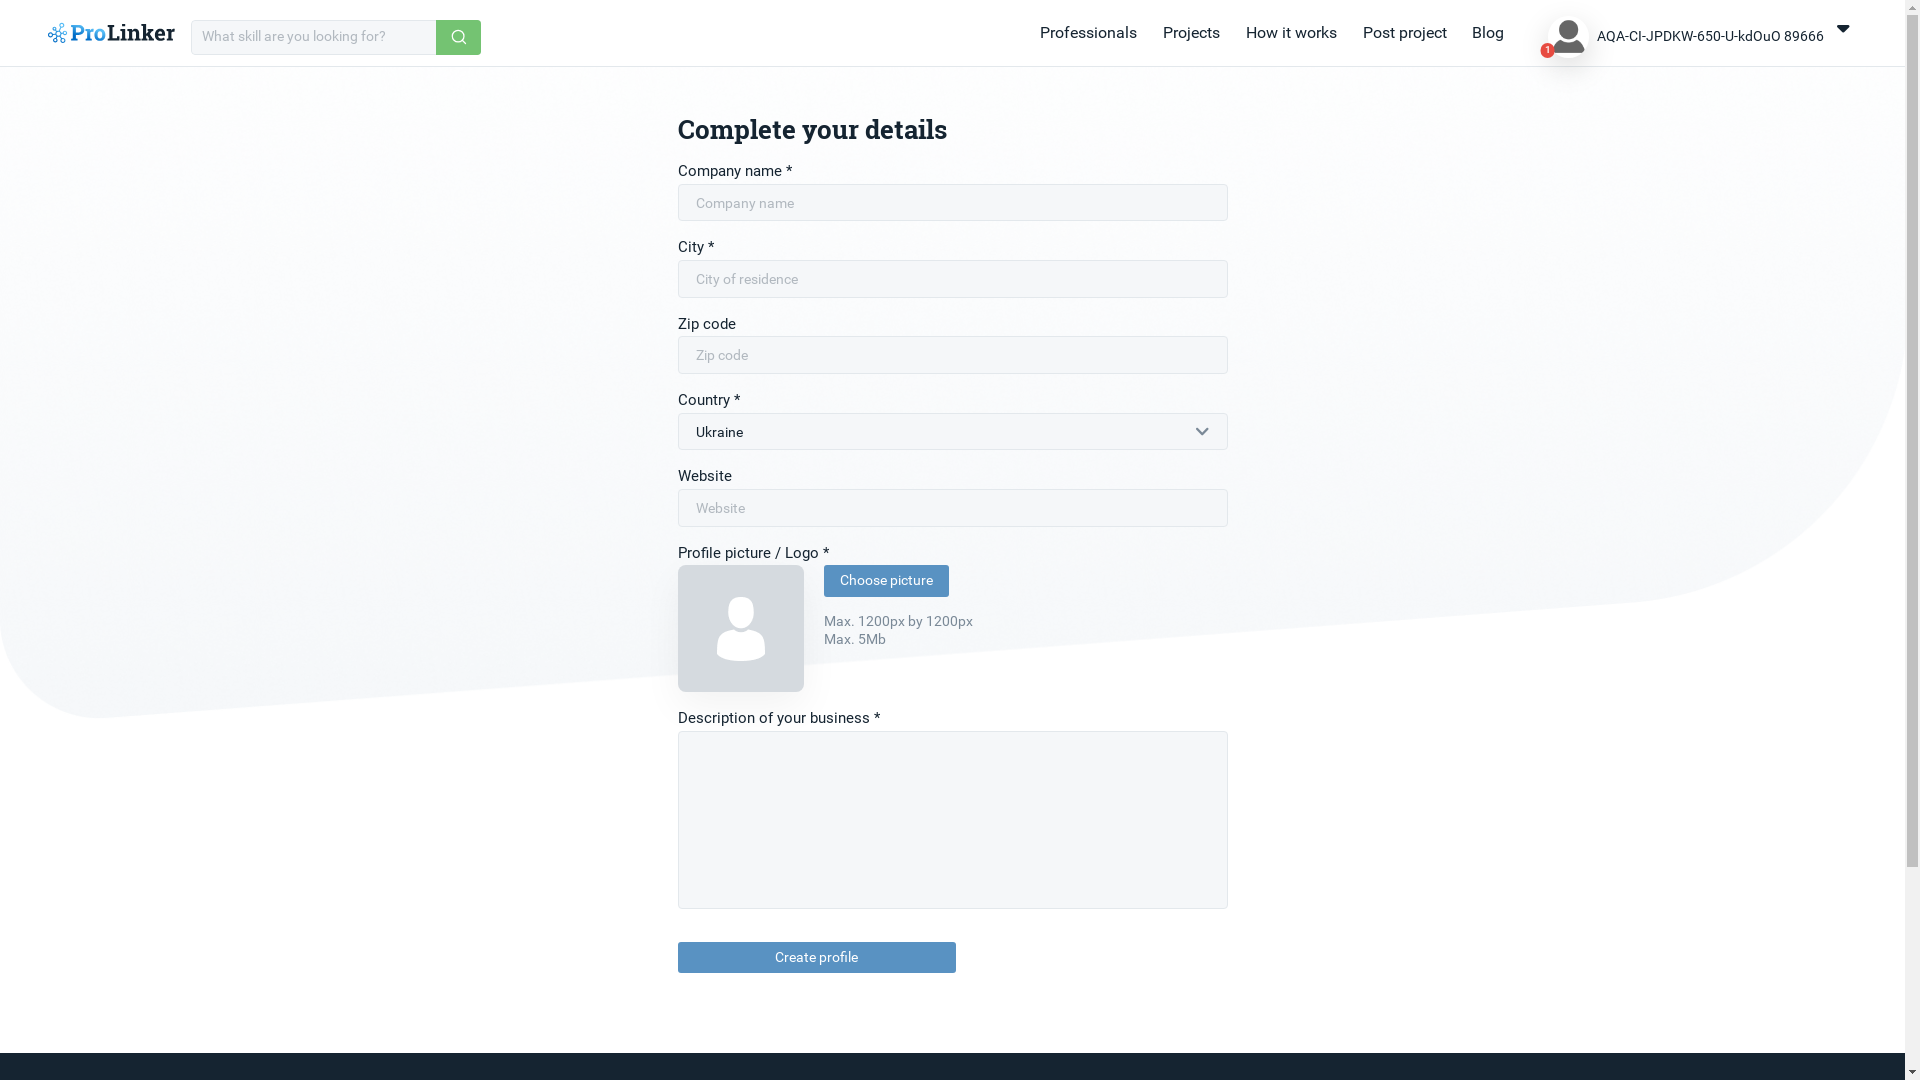 ProLinker
What skill are you looking for?
Professionals
Projects
How it works
Post project
Blog
1
AQA-CI-JPDKW-650-U-kdOuO 89666
Complete your details
Company name *
Company name
City *
City of residence
Zip code
Zip code
Country *
Ukraine
Website
Website
Profile picture / Logo *
Choose picture
Max. 1200px by 1200px
Max. 5Mb
Description of your business *
Create profile